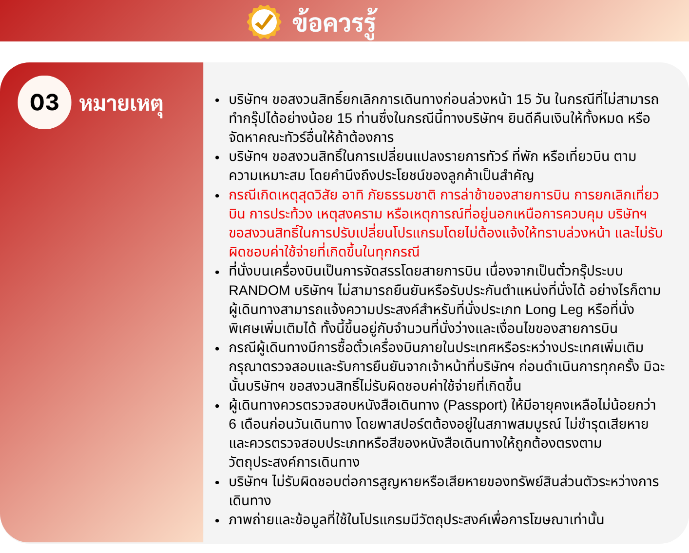 ข้อควรรู้
03 หมายเหตุ
• บริษัทฯ ขอสงวนสิทธิ์ยกเลิกการเดินทางก่อนล่วงหน้า 15 วัน ในกรณีที่ไม่สามารถ
ทำกรุ๊ปได้อย่างน้อย 15 ท่านซึ่งในกรณีนี้ทางบริษัทฯ ยินดีคืนเงินให้ทั้งหมด หรือ
จัดหาคณะทัวร์อื่นให้ถ้าต้องการ
• บริษัทฯ ขอสงวนสิทธิ์ในการเปลี่ยนแปลงรายการทัวร์ ที่พัก หรือเที่ยวบิน ตาม
ความเหมาะสม โดยคำนึงถึงประโยชน์ของลูกค้าเป็นสำคัญ
• กรณีเกิดเหตุสุดวิสัย อาทิ ภัยธรรมชาติ การล่าช้าของสายการบิน การยกเลิกเที่ยว
บิน การประท้วง เหตุสงคราม หรือเหตุการณ์ที่อยู่นอกเหนือการควบคุม บริษัทฯ
ขอสงวนสิทธิ์ในการปรับเปลี่ยนโปรแกรมโดยไม่ต้องแจ้งให้ทราบล่วงหน้า และไม่รับ
ผิดชอบค่าใช้จ่ายที่เกิดขึ้นในทุกกรณี
• ที่นั่งบนเครื่องบินเป็นการจัดสรรโดยสายการบิน เนื่องจากเป็นตั๋วกรุ๊ประบบ
RANDOM บริษัทฯ ไม่สามารถยืนยันหรือรับประกันตำแหน่งที่นั่งได้ อย่างไรก็ตาม
ผู้เดินทางสามารถแจ้งความประสงค์สำหรับที่นั่งประเภท Long Leg หรือที่นั่ง
พิเศษเพิ่มเติมได้ ทั้งนี้ขึ้นอยู่กับจำนวนที่นั่งว่างและเงื่อนไขของสายการบิน
• กรณีผู้เดินทางมีการซื้อตั๋วเครื่องบินภายในประเทศหรือระหว่างประเทศเพิ่มเติม
กรุณาตรวจสอบและรับการยืนยันจากเจ้าหน้าที่บริษัทฯ ก่อนดำเนินการทุกครั้ง มิฉะ
นั้นบริษัทฯ ขอสงวนสิทธิ์ไม่รับผิดชอบค่าใช้จ่ายที่เกิดขึ้น
• ผู้เดินทางควรตรวจสอบหนังสือเดินทาง (Passport) ให้มีอายุคงเหลือไม่น้อยกว่า
6 เดือนก่อนวันเดินทาง โดยพาสปอร์ตต้องอยู่ในสภาพสมบูรณ์ ไม่ชำรุดเสียหาย
และควรตรวจสอบประเภทหรือสีของหนังสือเดินทางให้ถูกต้องตรงตาม
วัตถุประสงค์การเดินทาง
• บริษัทฯ ไม่รับผิดชอบต่อการสูญหายหรือเสียหายของทรัพย์สินส่วนตัวระหว่างการ
เดินทาง
• ภาพถ่ายและข้อมูลที่ใช้ในโปรแกรมมีวัตถุประสงค์เพื่อการโฆษณาเท่านั้น